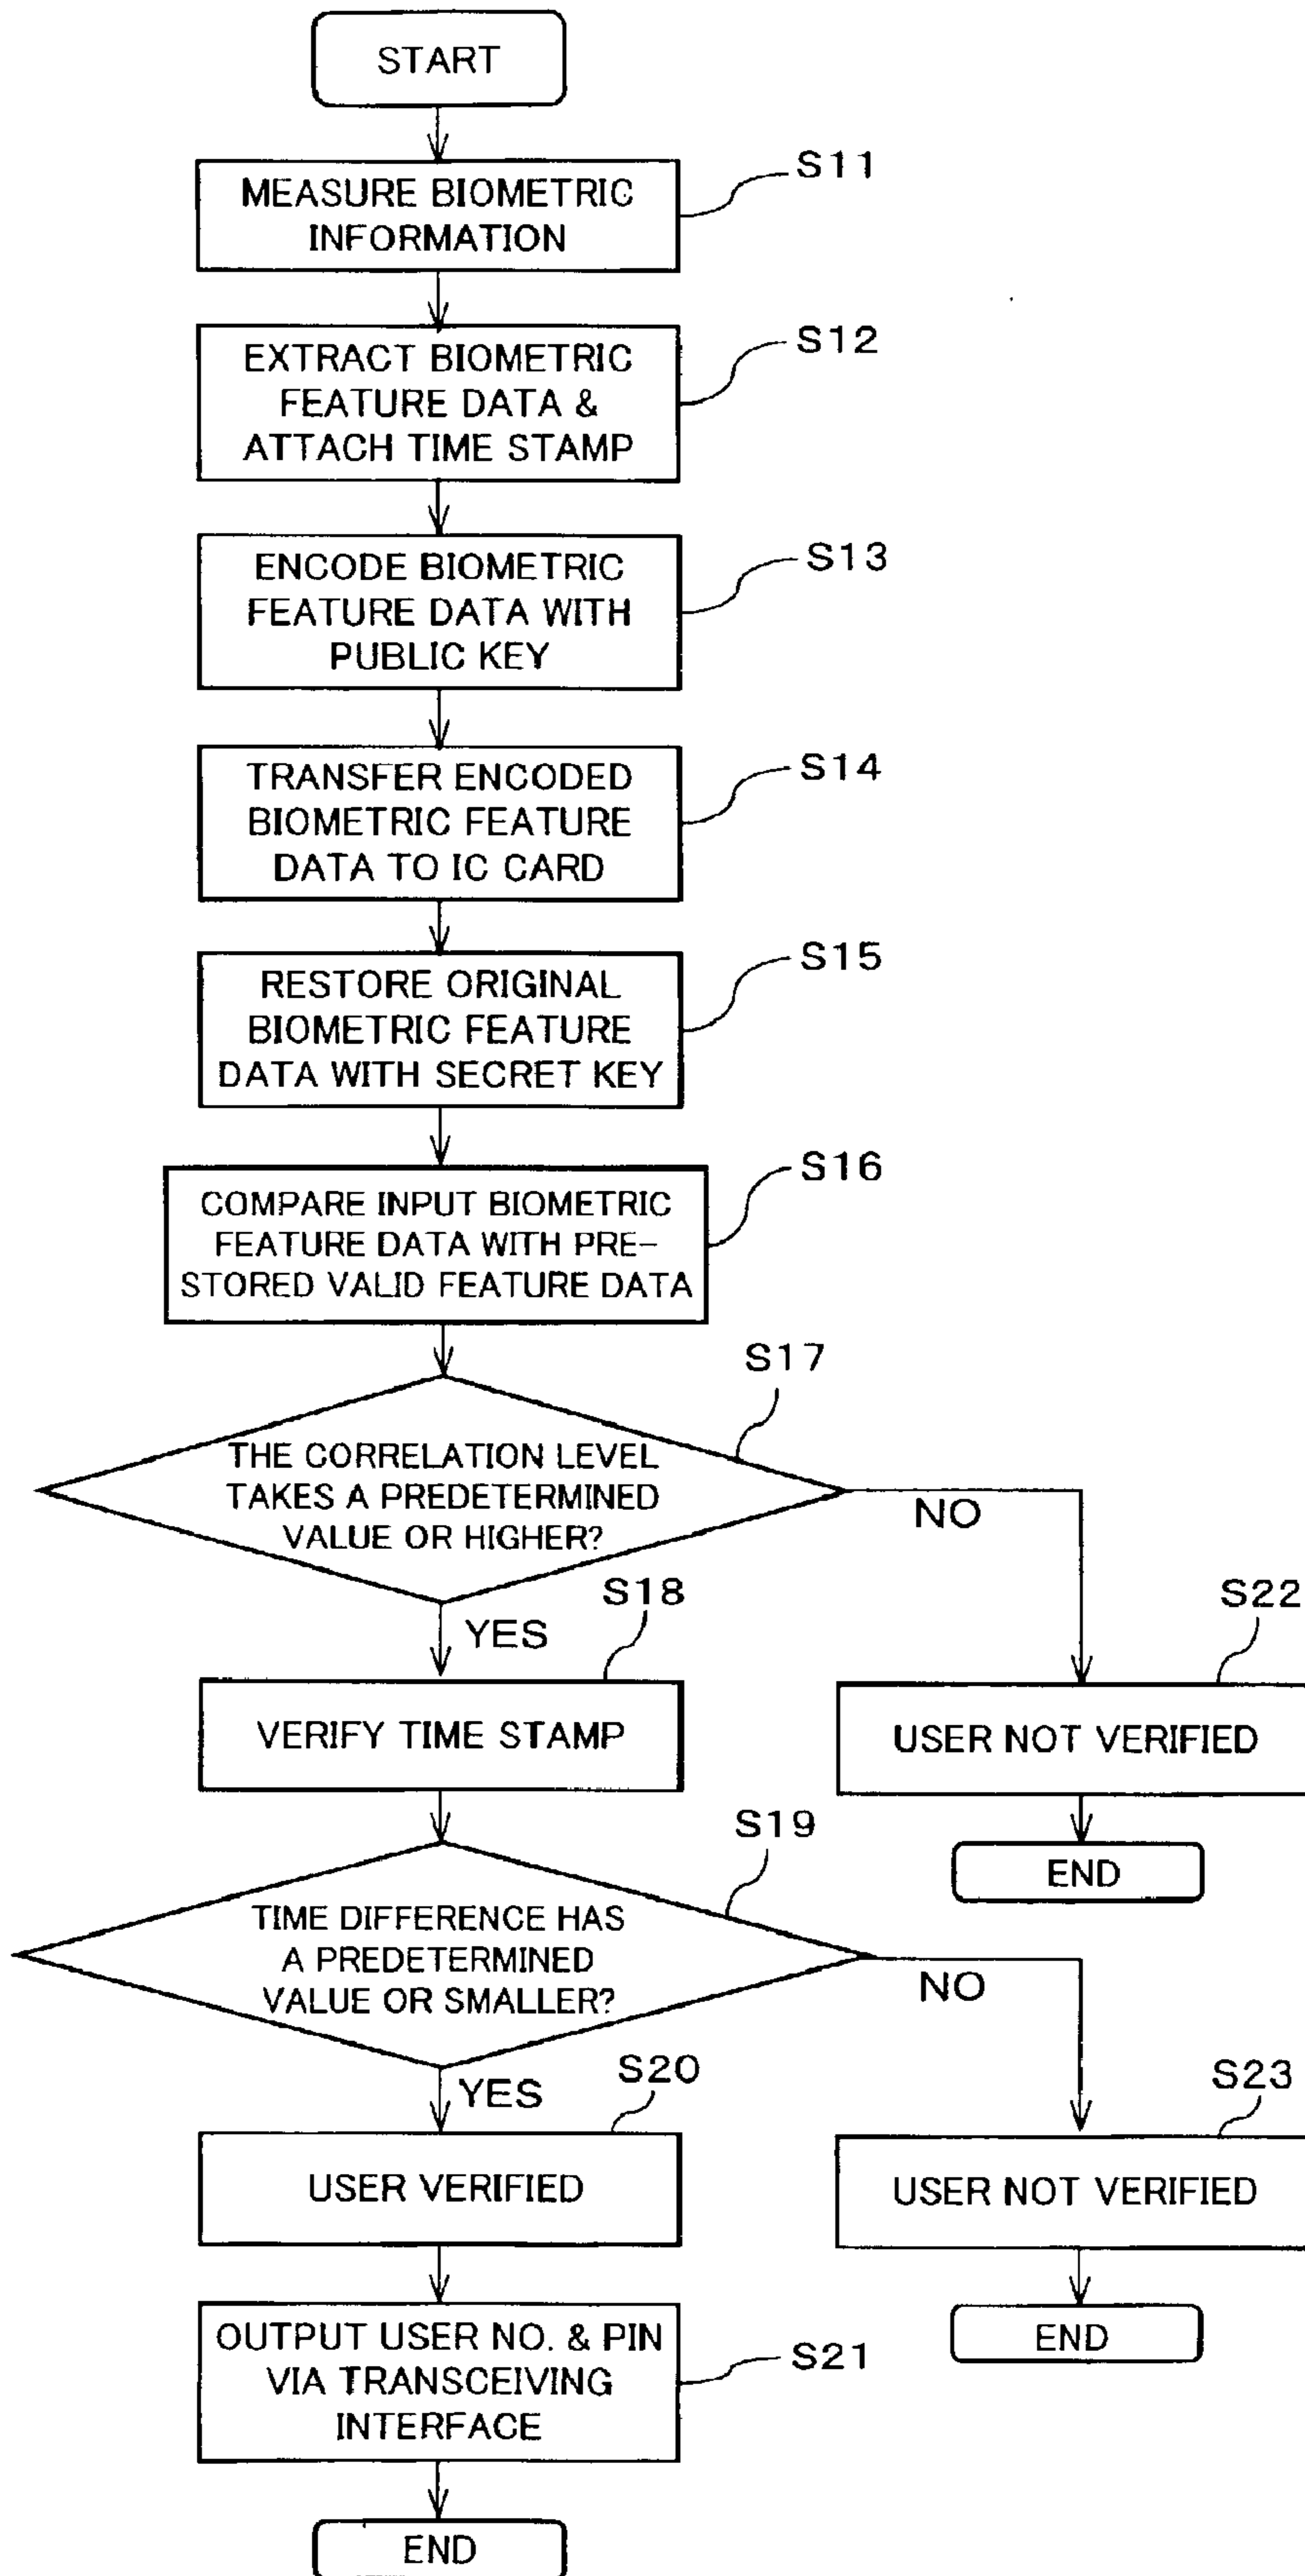 START
S11
MEASURE BIOMETRIC
INFORMATION
S12
EXTRACT BIOMETRIC
FEATURE DATA &
ATTACH TIME STAMP
S13
ENCODE BIOMETRIC
FEATURE DATA WITH
PUBLIC KEY
S14
TRANSFER ENCODED
BIOMETRIC FEATURE
DATA TO IC CARD
S15
RESTORE ORIGINAL
BIOMETRIC FEATURE
DATA WITH SECRET KEY
S16
COMPARE INPUT BIOMETRIC
FEATURE DATA WITH PRE-
STORED VALID FEATURE DATA
S17
THE CORRELATION LEVEL
TAKES A PREDETERMINED
VALUE OR HIGHER?
NO
YES
S18
VERIFY TIME STAMP
S22
USER NOT VERIFIED
END
S19
TIME DIFFERENCE HAS
A PREDETERMINED
VALUE OR SMALLER?
NO
YES
S20
USER VERIFIED
S23
USER NOT VERIFIED
END
S21
OUTPUT USER NO. & PIN
VIA TRANSCEIVING
INTERFACE
END